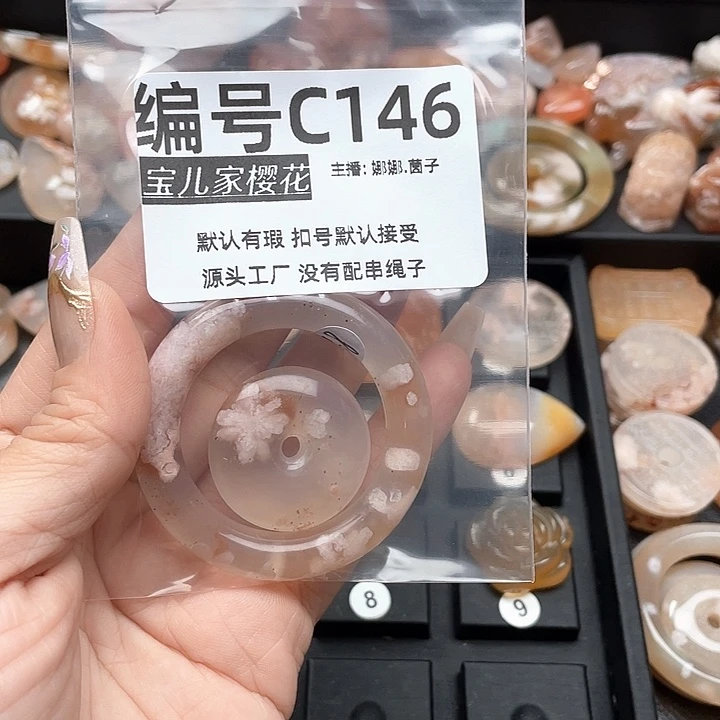 编号C146
宝儿家樱花 主播: 娜娜.茵子
默认有瑕 扣号默认接受
源头工厂 没有配串绳子
8
9